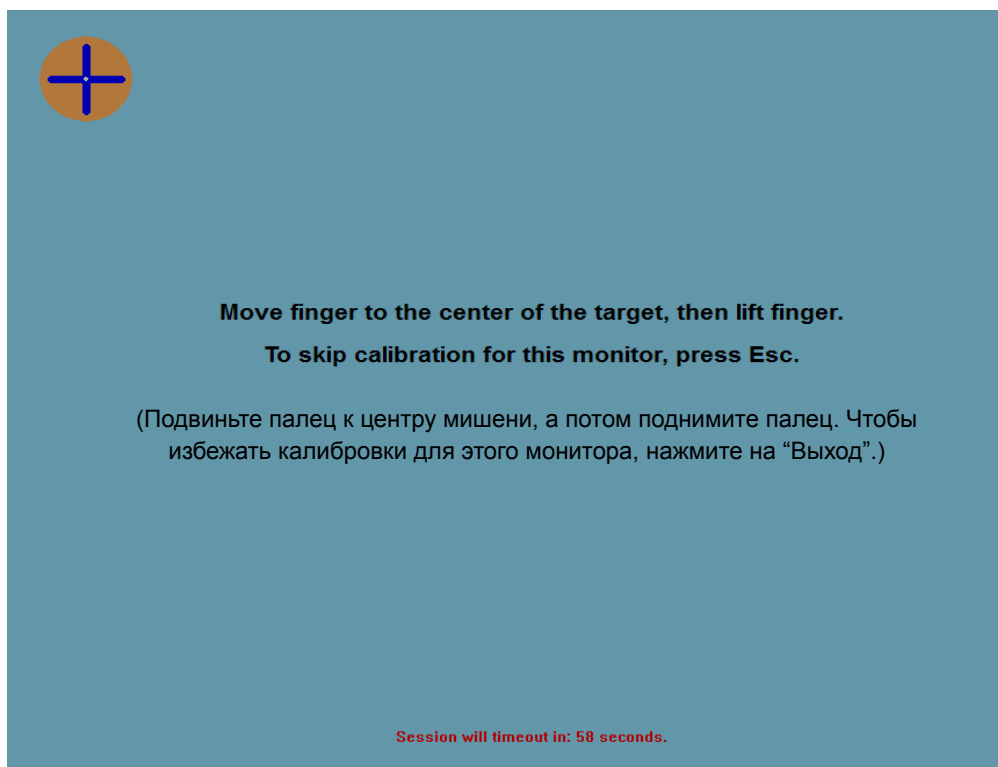 Move finger to the center of the target, then lift finger.
To skip calibration for this monitor, press Esc.
(Подвиньте палец к центру мишени, а потом поднимите палец. Чтобы
избежать калибровки для этого монитора, нажмите на “Выход”.)
Session will timeout in: 58 seconds.